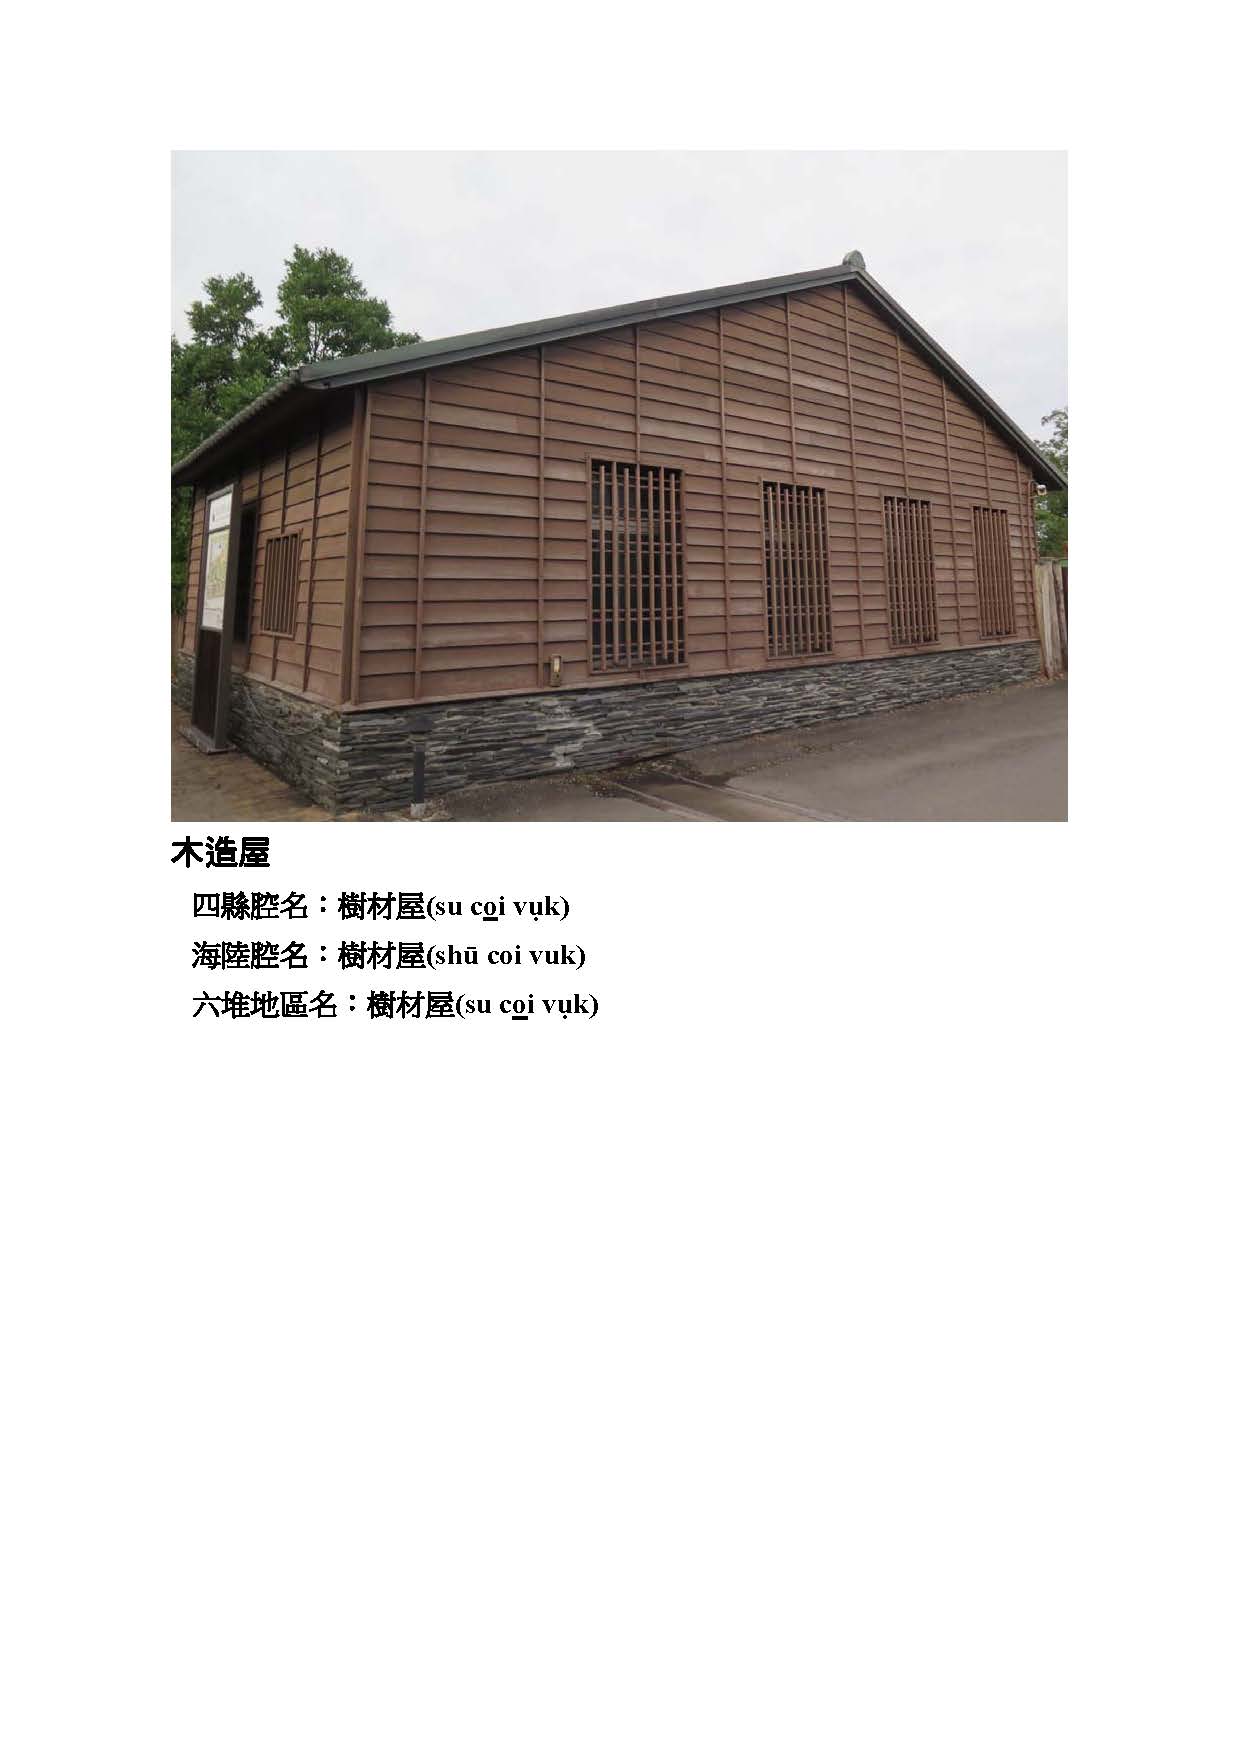 木造屋
四縣腔名：樹材屋(su co̲i vụk)
海陸腔名：樹材屋(shū coi vuk)
六堆地區名：樹材屋(su co̲i vụk)